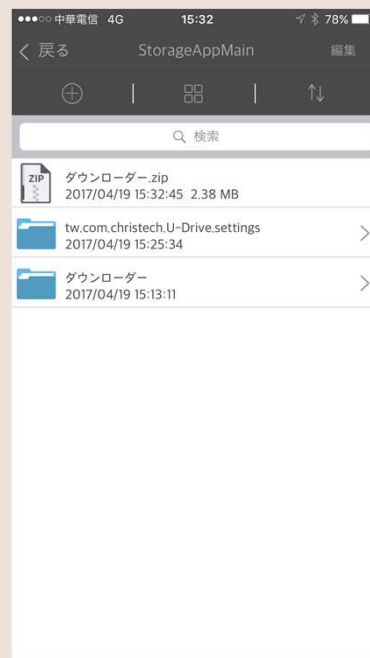 中華電信 4G 15:32 78%
戻る StorageAppMain 編集
検索
ZIP
ダウンローダー.zip
2017/04/19 15:32:45 2.38 MB
tw.com.christech.U-Drive.settings
2017/04/19 15:25:34
ダウンローダー
2017/04/19 15:13:11